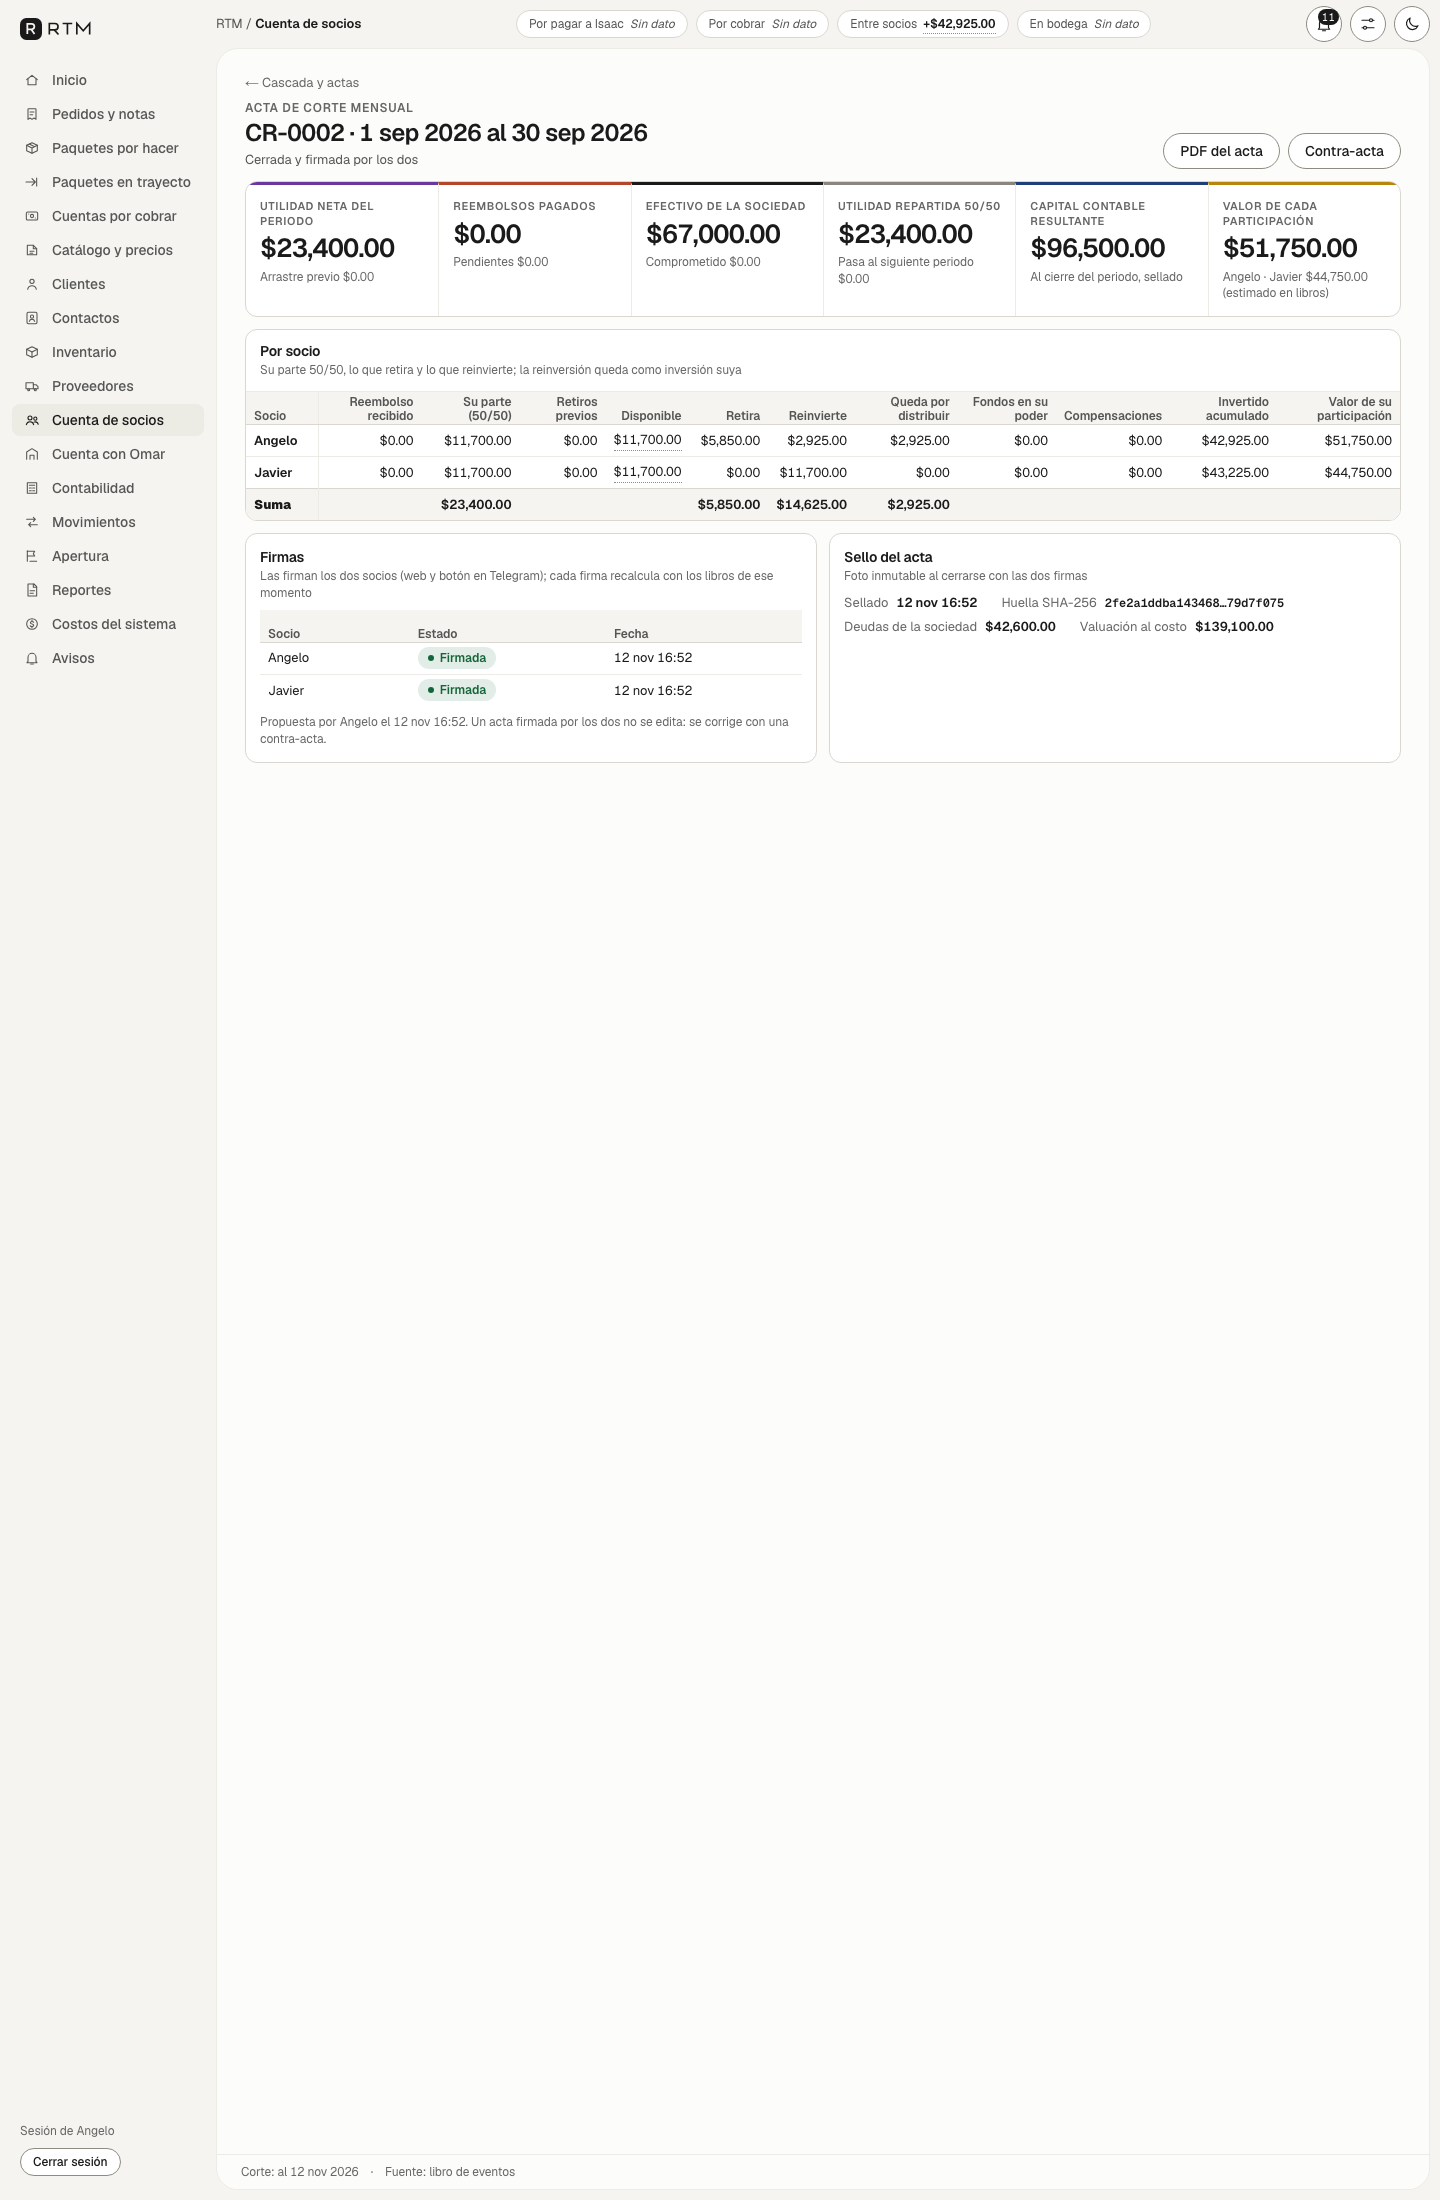 R RTM
RTM / Cuenta de socios
Por pagar a Isaac Sin dato
Por cobrar Sin dato
Entre socios +$42,925.00
En bodega Sin dato
11
Inicio
Pedidos y notas
Paquetes por hacer
Paquetes en trayecto
Cuentas por cobrar
Catálogo y precios
Clientes
Contactos
Inventario
Proveedores
Cuenta de socios
Cuenta con Omar
Contabilidad
Movimientos
Apertura
Reportes
Costos del sistema
Avisos
← Cascada y actas
ACTA DE CORTE MENSUAL
CR-0002 · 1 sep 2026 al 30 sep 2026
Cerrada y firmada por los dos
PDF del acta
Contra-acta
UTILIDAD NETA DEL
PERIODO
$23,400.00
Arrastre previo $0.00
REEMBOLSOS PAGADOS
$0.00
Pendientes $0.00
EFECTIVO DE LA SOCIEDAD
$67,000.00
Comprometido $0.00
UTILIDAD REPARTIDA 50/50
$23,400.00
Pasa al siguiente periodo
$0.00
CAPITAL CONTABLE
RESULTANTE
$96,500.00
Al cierre del periodo, sellado
VALOR DE CADA
PARTICIPACIÓN
$51,750.00
Angelo · Javier $44,750.00
(estimado en libros)
Por socio
Su parte 50/50, lo que retira y lo que reinvierte; la reinversión queda como inversión suya
Socio Reembolso recibido Su parte (50/50) Retiros previos Disponible Retira Reinvierte Queda por distribuir Fondos en su poder Compensaciones Invertido acumulado Valor de su participación
Angelo $0.00 $11,700.00 $0.00 $11,700.00 $5,850.00 $2,925.00 $2,925.00 $0.00 $0.00 $42,925.00 $51,750.00
Javier $0.00 $11,700.00 $0.00 $11,700.00 $0.00 $11,700.00 $0.00 $0.00 $0.00 $43,225.00 $44,750.00
Suma $23,400.00 $5,850.00 $14,625.00 $2,925.00
Firmas
Las firman los dos socios (web y botón en Telegram); cada firma recalcula con los libros de ese
momento
Socio Estado Fecha
Angelo Firmada 12 nov 16:52
Javier Firmada 12 nov 16:52
Propuesta por Angelo el 12 nov 16:52. Un acta firmada por los dos no se edita: se corrige con una
contra-acta.
Sello del acta
Foto inmutable al cerrarse con las dos firmas
Sellado 12 nov 16:52 Huella SHA-256 2fe2a1ddba143468…79d7f075
Deudas de la sociedad $42,600.00 Valuación al costo $139,100.00
Sesión de Angelo
Cerrar sesión
Corte: al 12 nov 2026 · Fuente: libro de eventos